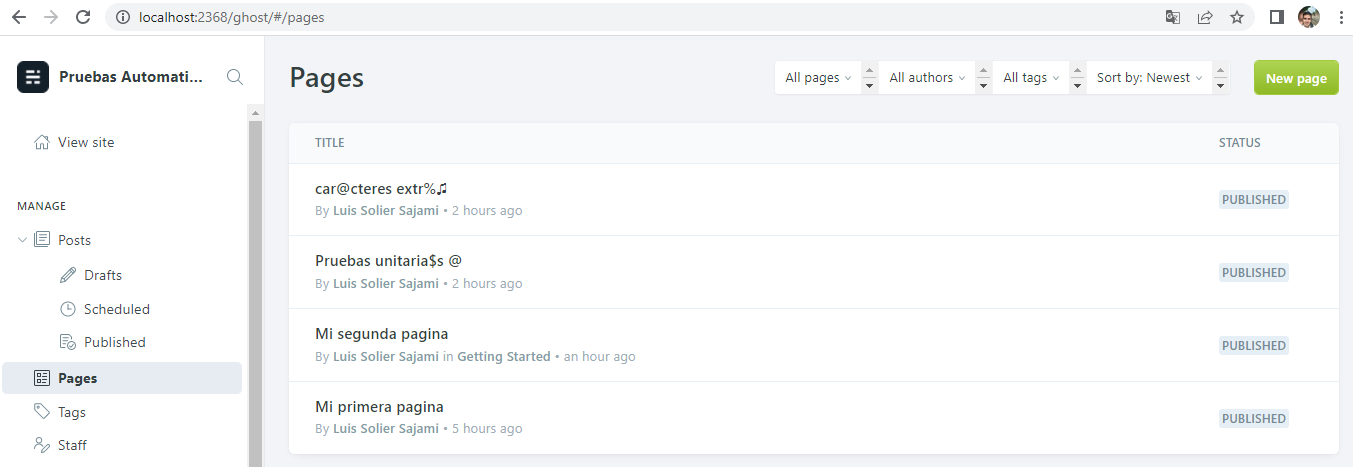 localhost:2368/ghost/#/pages
Pruebas Automati...
View site
MANAGE
Posts
Drafts
Scheduled
Published
Pages
Tags
Staff
Pages
All pages
All authors
All tags
Sort by: Newest
New page
TITLE STATUS
car@cteres extr%♫
By Luis Solier Sajami • 2 hours ago
PUBLISHED
Pruebas unitaria$s @
By Luis Solier Sajami • 2 hours ago
PUBLISHED
Mi segunda pagina
By Luis Solier Sajami in Getting Started • an hour ago
PUBLISHED
Mi primera pagina
By Luis Solier Sajami • 5 hours ago
PUBLISHED